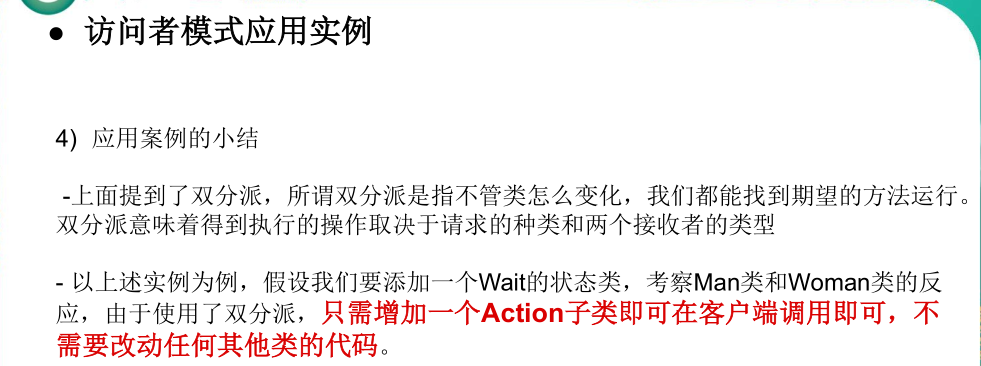 ● 访问者模式应用实例
4) 应用案例的小结
-上面提到了双分派，所谓双分派是指不管类怎么变化，我们都能找到期望的方法运行。
双分派意味着得到执行的操作取决于请求的种类和两个接收者的类型
- 以上述实例为例，假设我们要添加一个Wait的状态类，考察Man类和Woman类的反
应，由于使用了双分派，只需增加一个Action子类即可在客户端调用即可，不
需要改动任何其他类的代码。